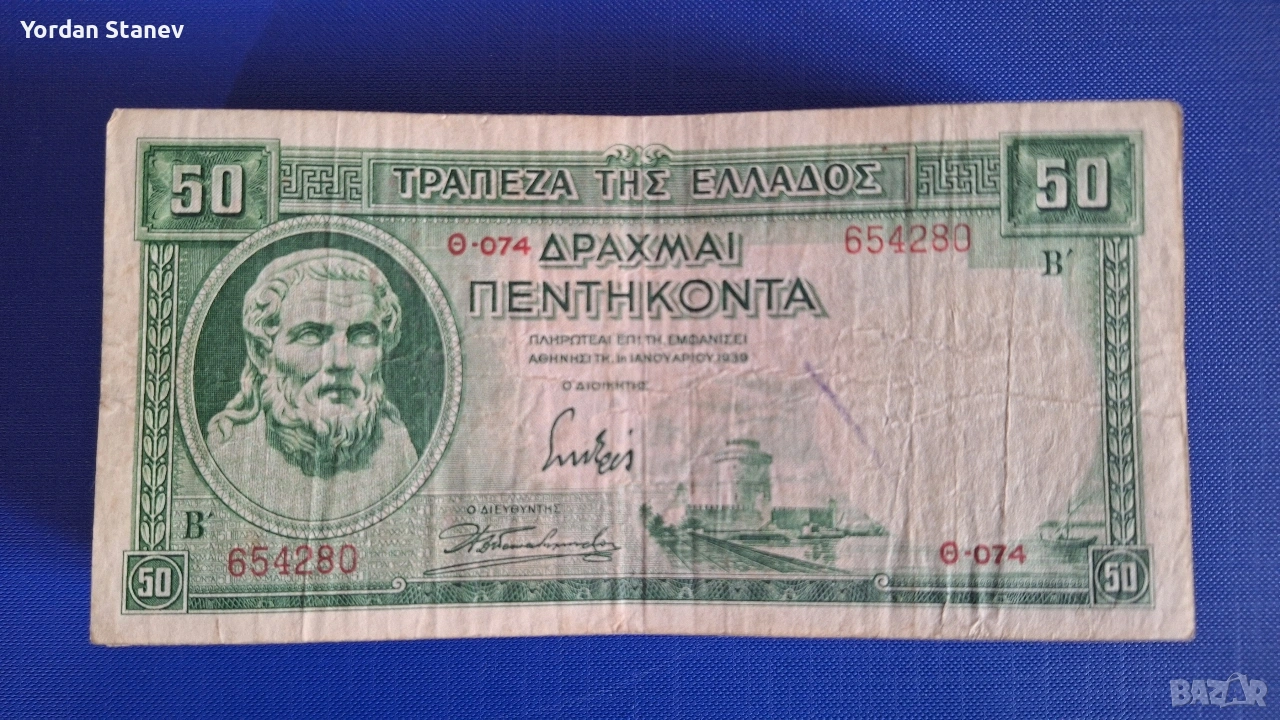 Yordan Stanev
50 ΤΡΑΠΕΖΑ ΤΗΣ ΕΛΛΑΔΟΣ 50
Θ-074 ΔΡΑΧΜΑΙ 654280
Β′
ΠΕΝΤΗΚΟΝΤΑ
ΠΛΗΡΩΤΕΑΙ ΕΠΙ ΤΗ ΕΜΦΑΝΙΣΕΙ
ΑΘΗΝΗΣΙ ΤΗ 1η ΙΑΝΟΥΑΡΙΟΥ 1939
Ο ΔΙΟΙΚΗΤΗΣ
Ο ΔΙΕΥΘΥΝΤΗΣ
Β′
654280 Θ-074
50 50
BAZAR